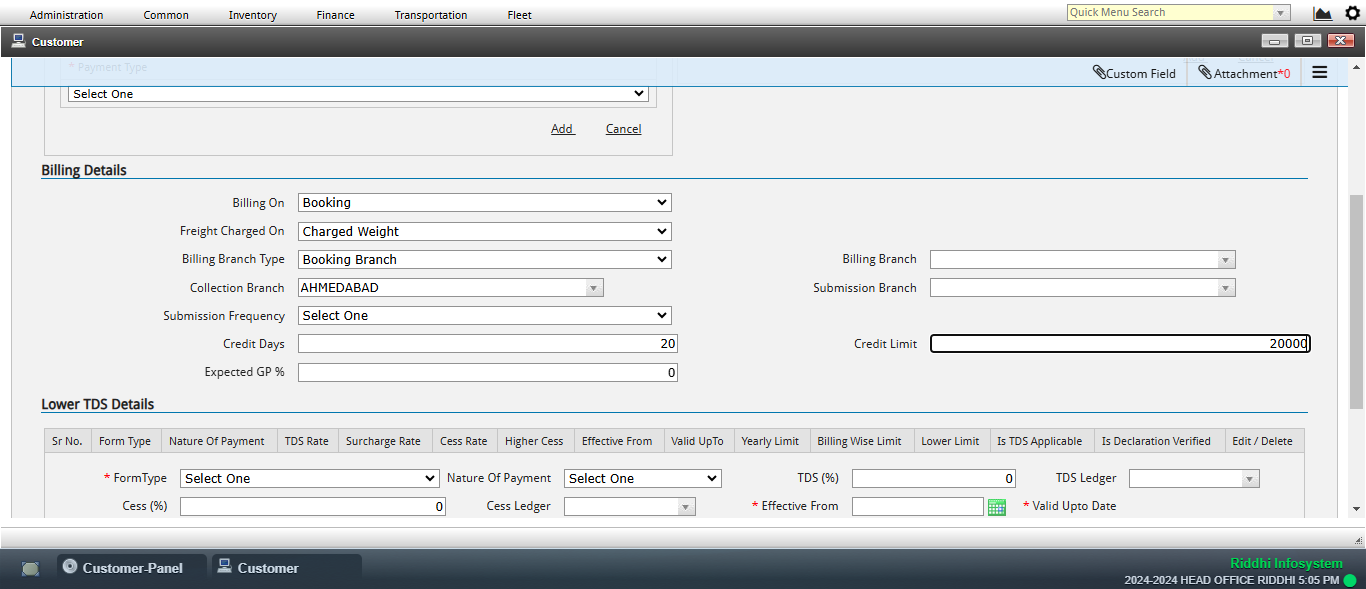 Administration Common Inventory Finance Transportation Fleet Quick Menu Search
Customer
* Payment Type
Custom Field Attachment*0
Select One
Add Cancel
Billing Details
Billing On Booking
Freight Charged On Charged Weight
Billing Branch Type Booking Branch Billing Branch
Collection Branch AHMEDABAD Submission Branch
Submission Frequency Select One
Credit Days 20 Credit Limit 20000
Expected GP % 0
Lower TDS Details
Sr No. Form Type Nature Of Payment TDS Rate Surcharge Rate Cess Rate Higher Cess Effective From Valid UpTo Yearly Limit Billing Wise Limit Lower Limit Is TDS Applicable Is Declaration Verified Edit / Delete
* FormType Select One Nature Of Payment Select One TDS (%) 0 TDS Ledger
Cess (%) 0 Cess Ledger * Effective From * Valid Upto Date
Customer-Panel Customer
Riddhi Infosystem
2024-2024 HEAD OFFICE RIDDHI 5:05 PM